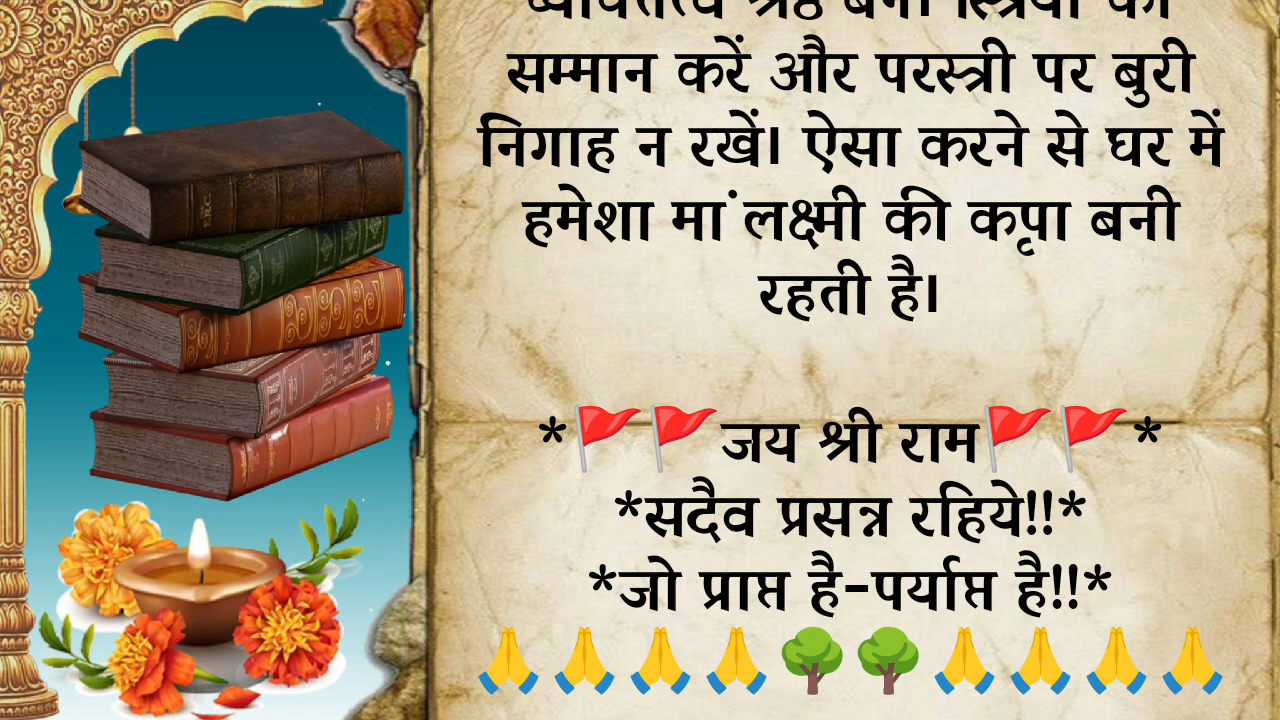 सम्मान करें और परस्त्री पर बुरी
निगाह न रखें। ऐसा करने से घर में
हमेशा मां लक्ष्मी की कृपा बनी
रहती है।
*🚩🚩जय श्री राम🚩🚩*
*सदैव प्रसन्न रहिये!!*
*जो प्राप्त है-पर्याप्त है!!*
🙏🙏🙏🙏🌳🌳🙏🙏🙏🙏